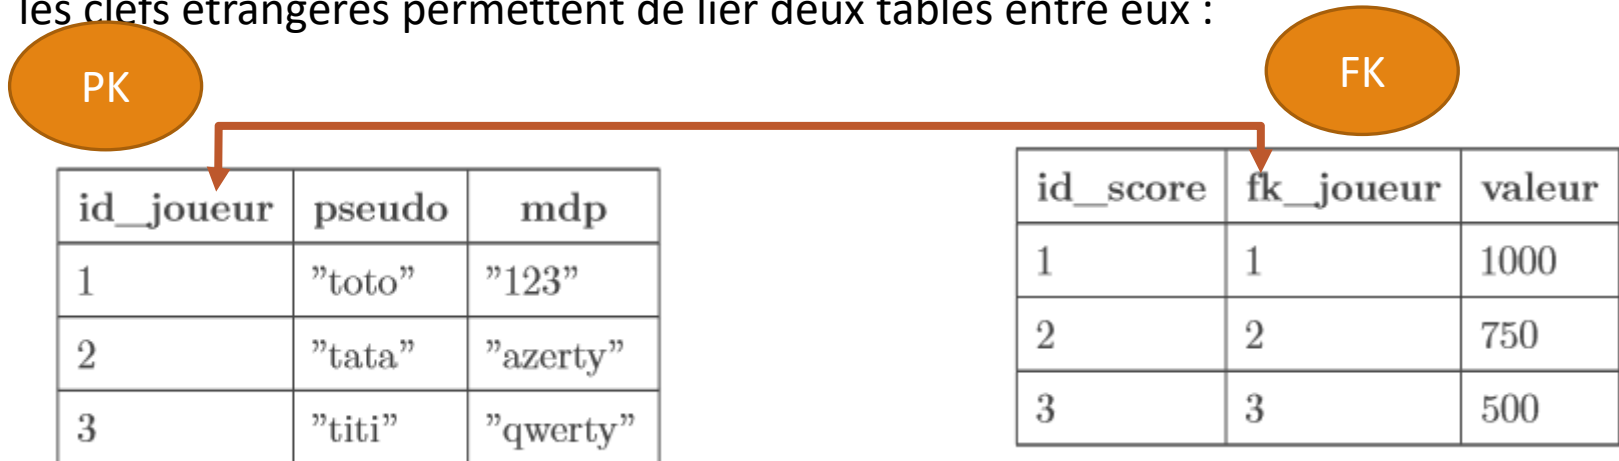 les clefs étrangères permettent de lier deux tables entre eux :
PK
FK
id_joueur pseudo mdp
1 ”toto” ”123”
2 ”tata” ”azerty”
3 ”titi” ”qwerty”
id_score fk_joueur valeur
1 1 1000
2 2 750
3 3 500